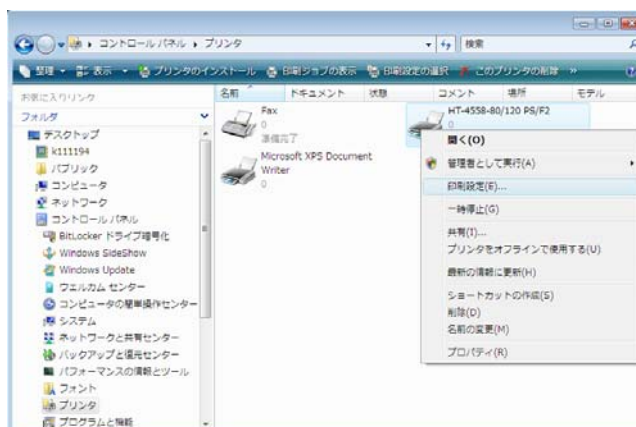 コントロール パネル ▸ プリンタ
検索
整理 表示 プリンタのインストール 印刷ジョブの表示 印刷設定の選択 このプリンタの削除 »
お気に入りリンク
フォルダ
デスクトップ
k111194
パブリック
コンピュータ
ネットワーク
コントロール パネル
BitLocker ドライブ暗号化
Windows SideShow
Windows Update
ウェルカム センター
コンピュータの簡単操作センター
システム
ネットワークと共有センター
バックアップと復元センター
パフォーマンスの情報とツール
フォント
プリンタ
プログラムと機能
名前 ドキュメント 状態 コメント 場所 モデル
Fax
0
準備完了
Microsoft XPS Document
Writer
0
HT-4558-80/120 PS/F2
0
開く(O)
管理者として実行(A)
印刷設定(E)...
一時停止(G)
共有(I)...
プリンタをオフラインで使用する(U)
最新の情報に更新(H)
ショートカットの作成(S)
削除(D)
名前の変更(M)
プロパティ(R)